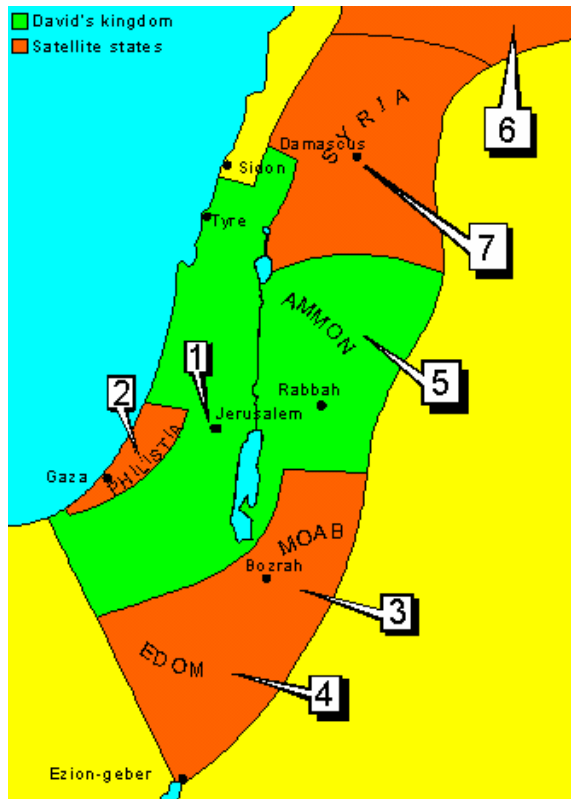 David's kingdom
Satellite states
6
SYRIA
Damascus
7
Sidon
Tyre
AMMON
5
1
2
Rabbah
Jerusalem
PHILISTIA
Gaza
MOAB
Bozrah
3
EDOM
4
Ezion-geber